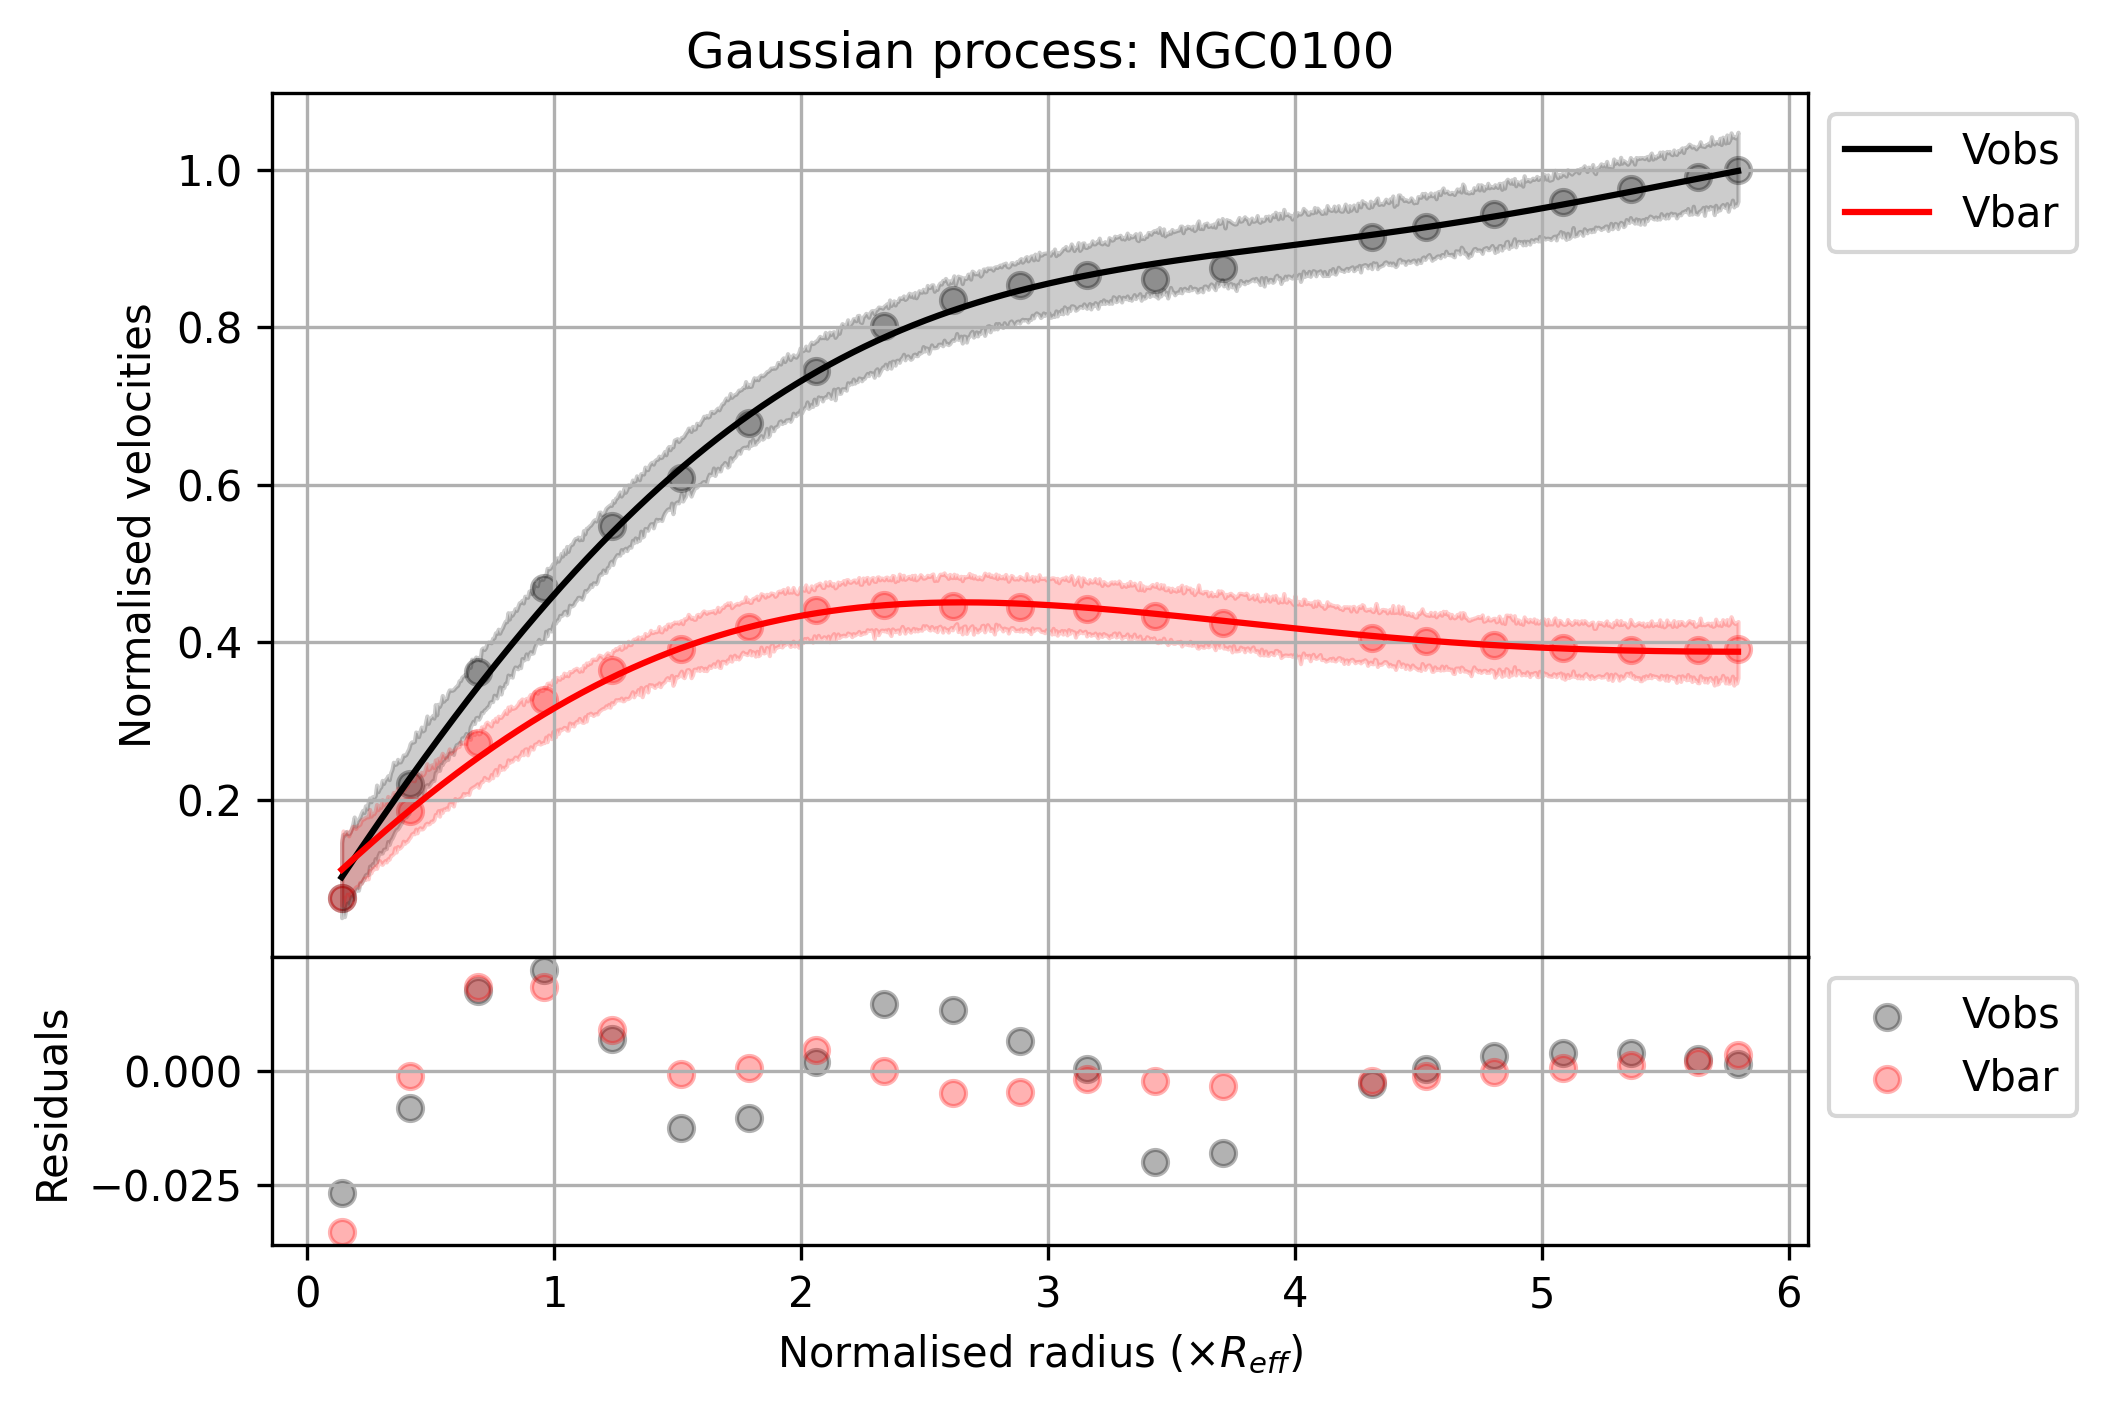 Gaussian process: NGC0100
Normalised velocities
1.0
0.8
0.6
0.4
0.2
Vobs
Vbar
Residuals
0.000
−0.025
Vobs
Vbar
0 1 2 3 4 5 6
Normalised radius (×R_eff)